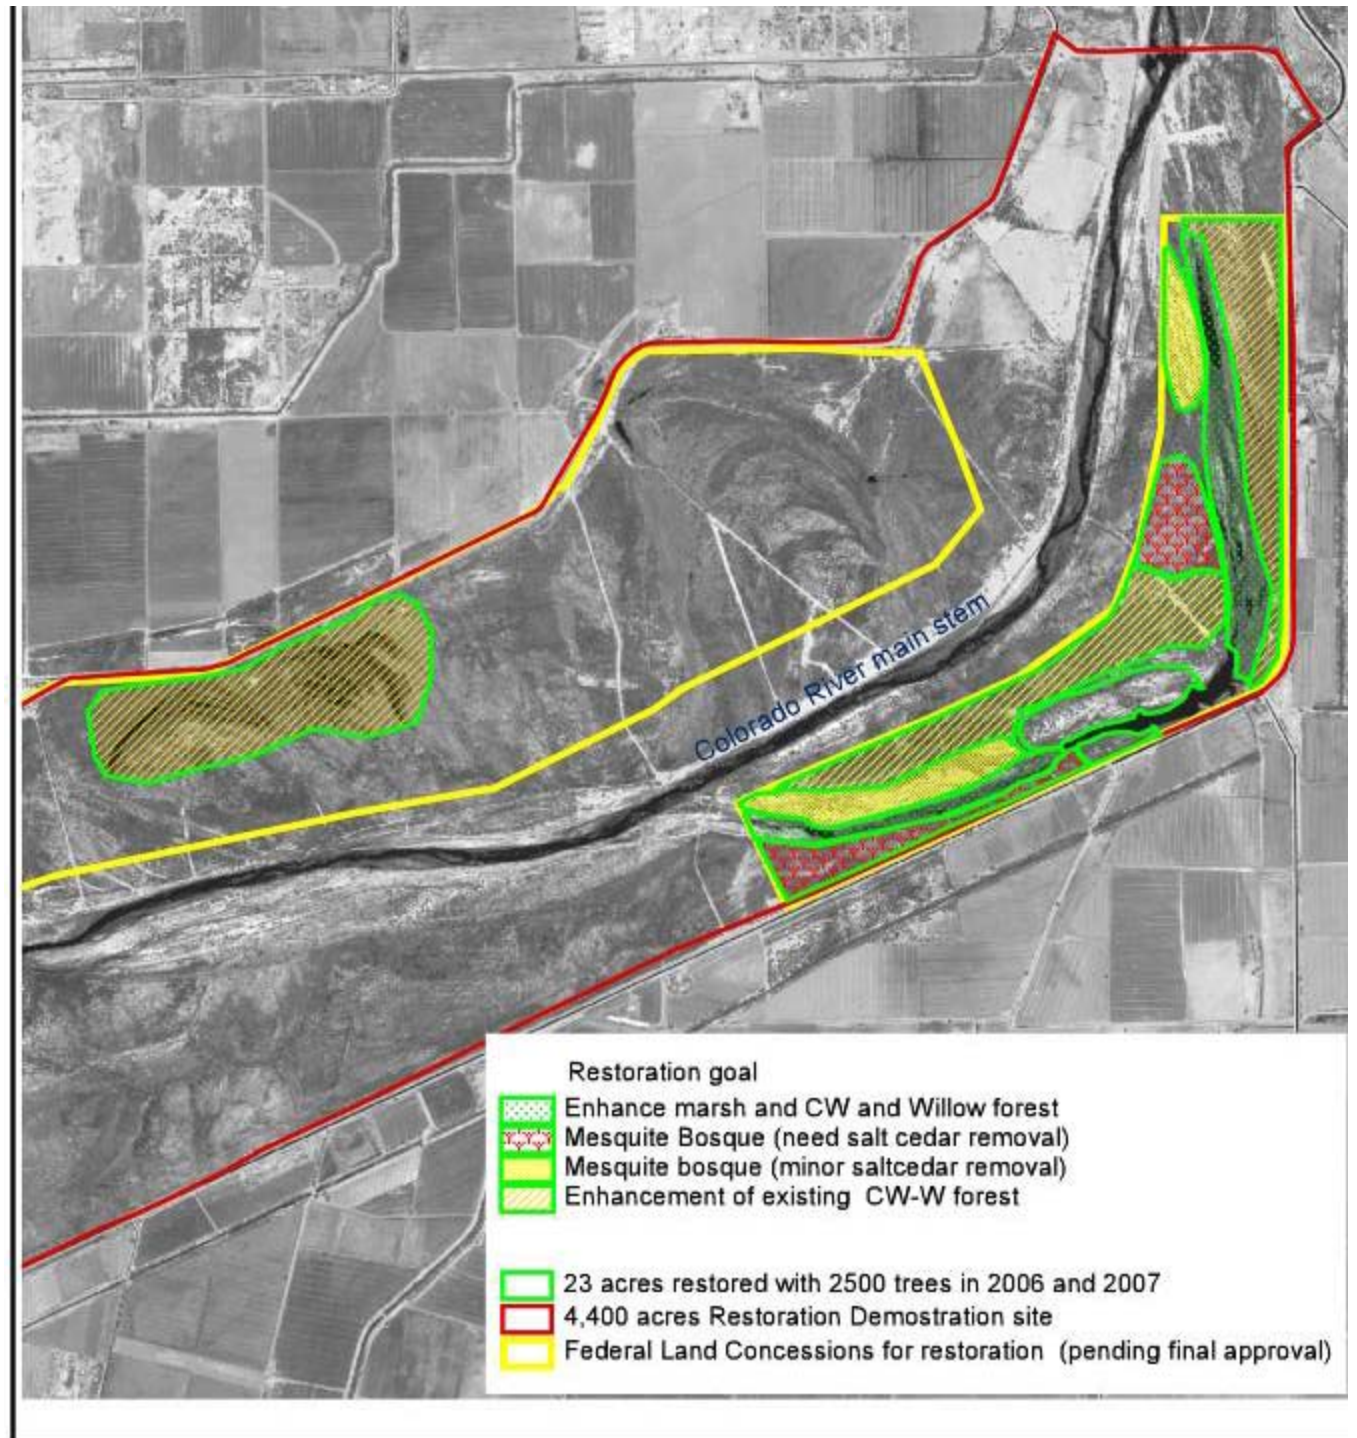 Colorado River main stem
Restoration goal
Enhance marsh and CW and Willow forest
Mesquite Bosque (need salt cedar removal)
Mesquite bosque (minor saltcedar removal)
Enhancement of existing CW-W forest
23 acres restored with 2500 trees in 2006 and 2007
4,400 acres Restoration Demostration site
Federal Land Concessions for restoration (pending final approval)